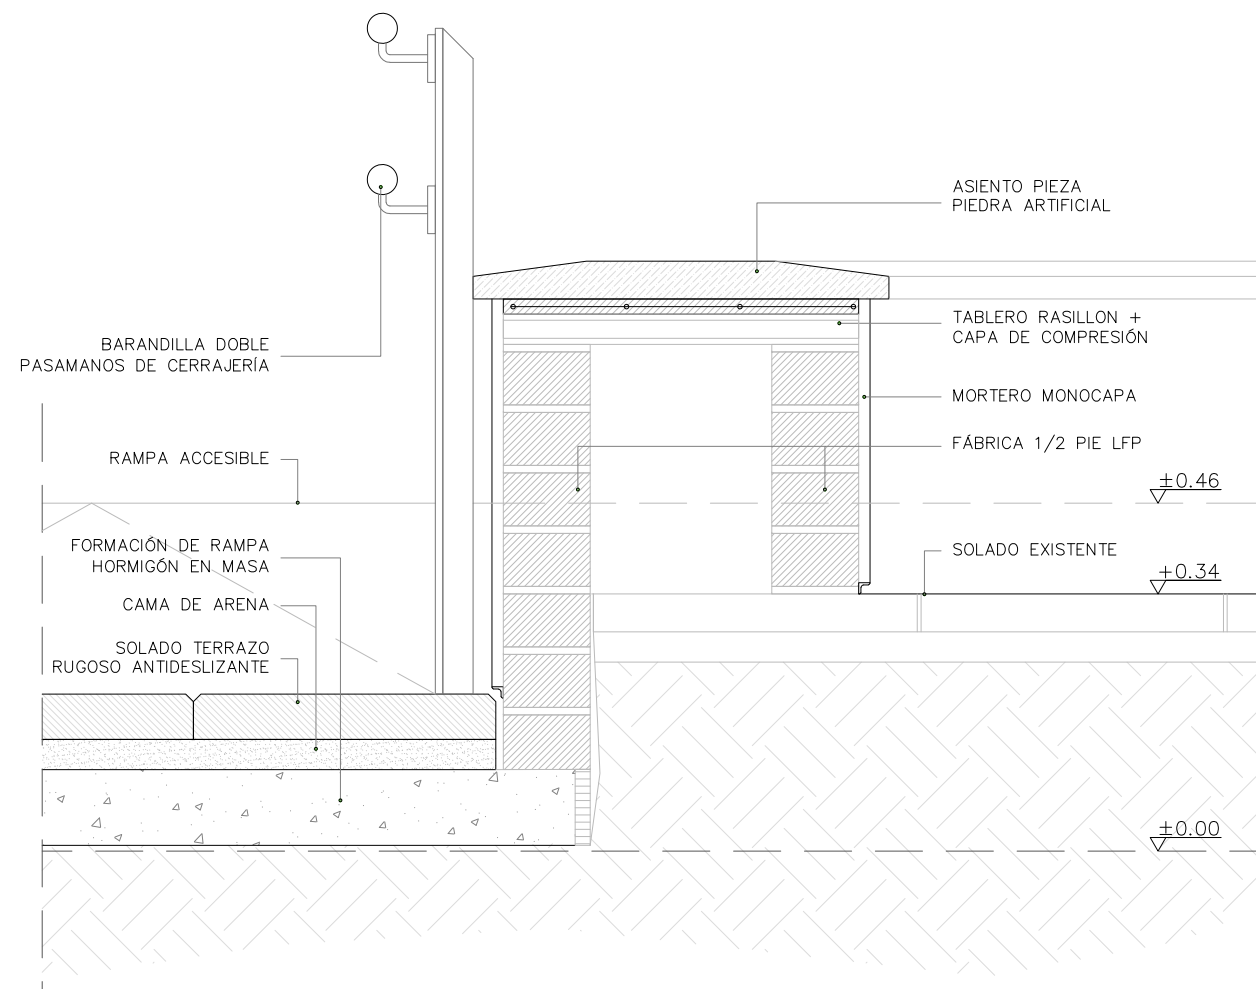 ASIENTO PIEZA
PIEDRA ARTIFICIAL
TABLERO RASILLON +
CAPA DE COMPRESIÓN
BARANDILLA DOBLE
PASAMANOS DE CERRAJERÍA
MORTERO MONOCAPA
FÁBRICA 1/2 PIE LFP
RAMPA ACCESIBLE
±0.46
FORMACIÓN DE RAMPA
HORMIGÓN EN MASA
SOLADO EXISTENTE
+0.34
CAMA DE ARENA
SOLADO TERRAZO
RUGOSO ANTIDESLIZANTE
±0.00